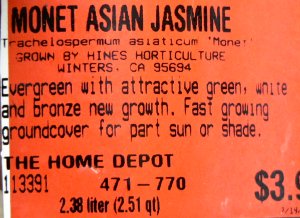 MONET ASIAN JASMINE
Trachelospermum asiaticum 'Monet'
GROWN BY HINES HORTICULTURE
WINTERS, CA 95694
Evergreen with attractive green, white
and bronze new growth. Fast growing
groundcover for part sun or shade.
THE HOME DEPOT
113391 471-770
2.38 liter (2.51 qt)